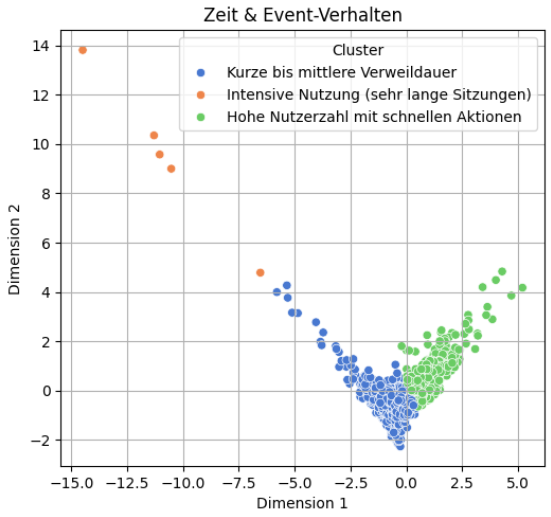 Zeit & Event-Verhalten
Cluster
Kurze bis mittlere Verweildauer
Intensive Nutzung (sehr lange Sitzungen)
Hohe Nutzerzahl mit schnellen Aktionen
14
12
10
8
6
4
2
0
−2
Dimension 2
−15.0 −12.5 −10.0 −7.5 −5.0 −2.5 0.0 2.5 5.0
Dimension 1